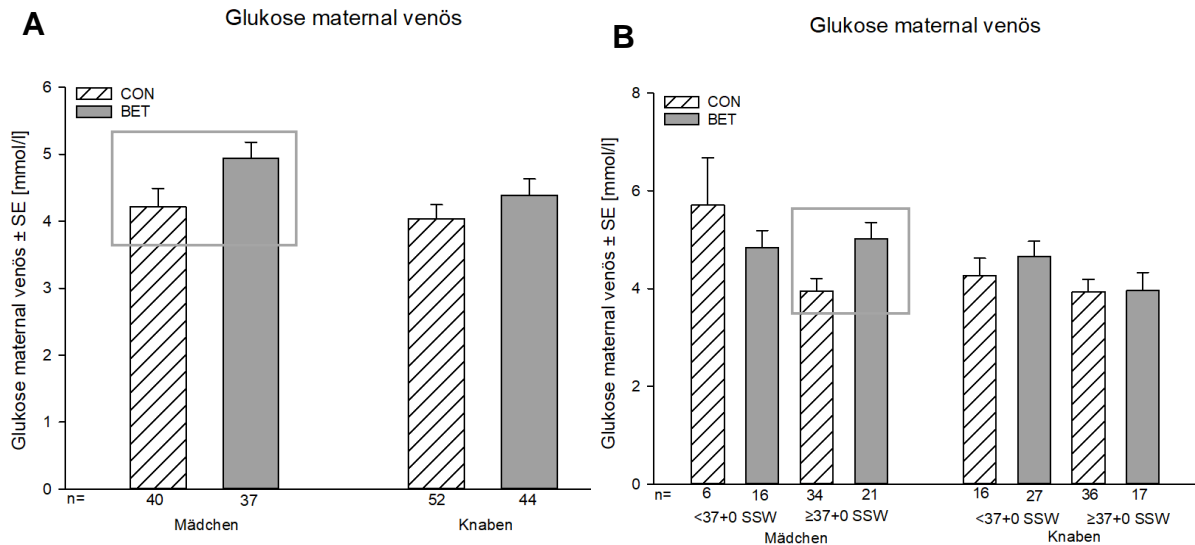 A
Glukose maternal venös
Glukose maternal venös ± SE [mmol/l]
6
5
4
3
2
1
0
CON
BET
n= 40 37 52 44
Mädchen Knaben
B
Glukose maternal venös
Glukose maternal venös ± SE [mmol/l]
8
6
4
2
0
CON
BET
n= 6 16 34 21 16 27 36 17
<37+0 SSW ≥37+0 SSW <37+0 SSW ≥37+0 SSW
Mädchen Knaben